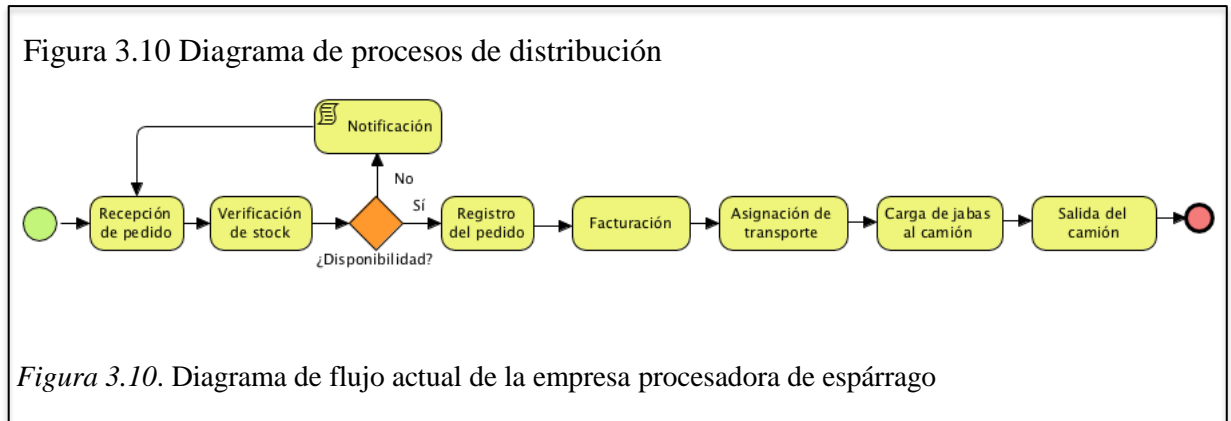 Figura 3.10 Diagrama de procesos de distribución
Notificación
No
Sí
Recepción
de pedido
Verificación
de stock
¿Disponibilidad?
Registro
del pedido
Facturación
Asignación de
transporte
Carga de jabas
al camión
Salida del
camión
Figura 3.10. Diagrama de flujo actual de la empresa procesadora de espárrago